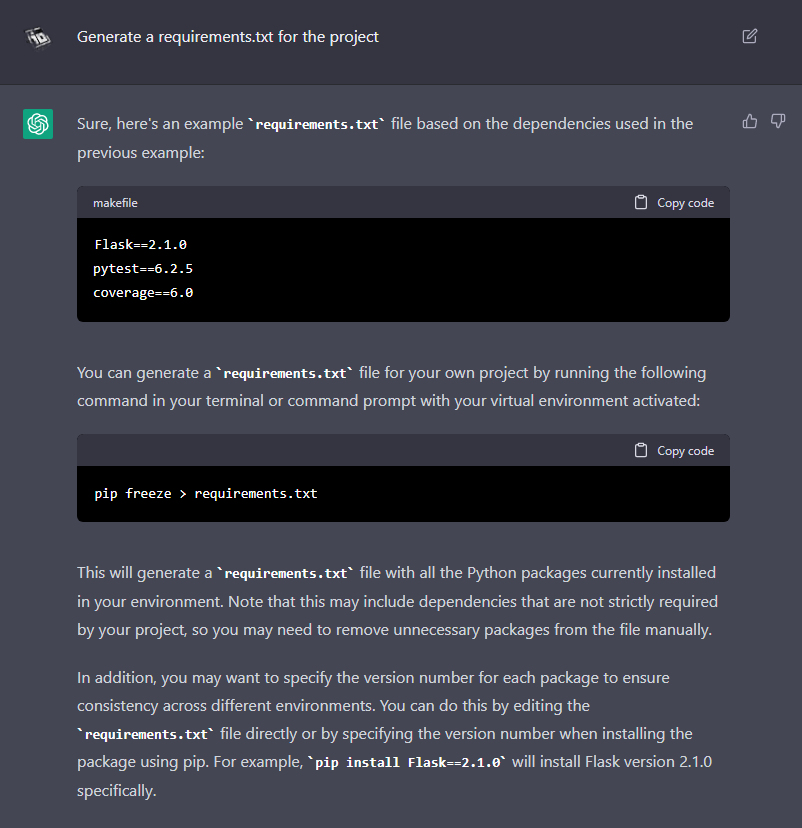 Generate a requirements.txt for the project
Sure, here's an example `requirements.txt` file based on the dependencies used in the
previous example:
makefile
Copy code
Flask==2.1.0
pytest==6.2.5
coverage==6.0
You can generate a `requirements.txt` file for your own project by running the following
command in your terminal or command prompt with your virtual environment activated:
Copy code
pip freeze > requirements.txt
This will generate a `requirements.txt` file with all the Python packages currently installed
in your environment. Note that this may include dependencies that are not strictly required
by your project, so you may need to remove unnecessary packages from the file manually.
In addition, you may want to specify the version number for each package to ensure
consistency across different environments. You can do this by editing the
`requirements.txt` file directly or by specifying the version number when installing the
package using pip. For example, `pip install Flask==2.1.0` will install Flask version 2.1.0
specifically.